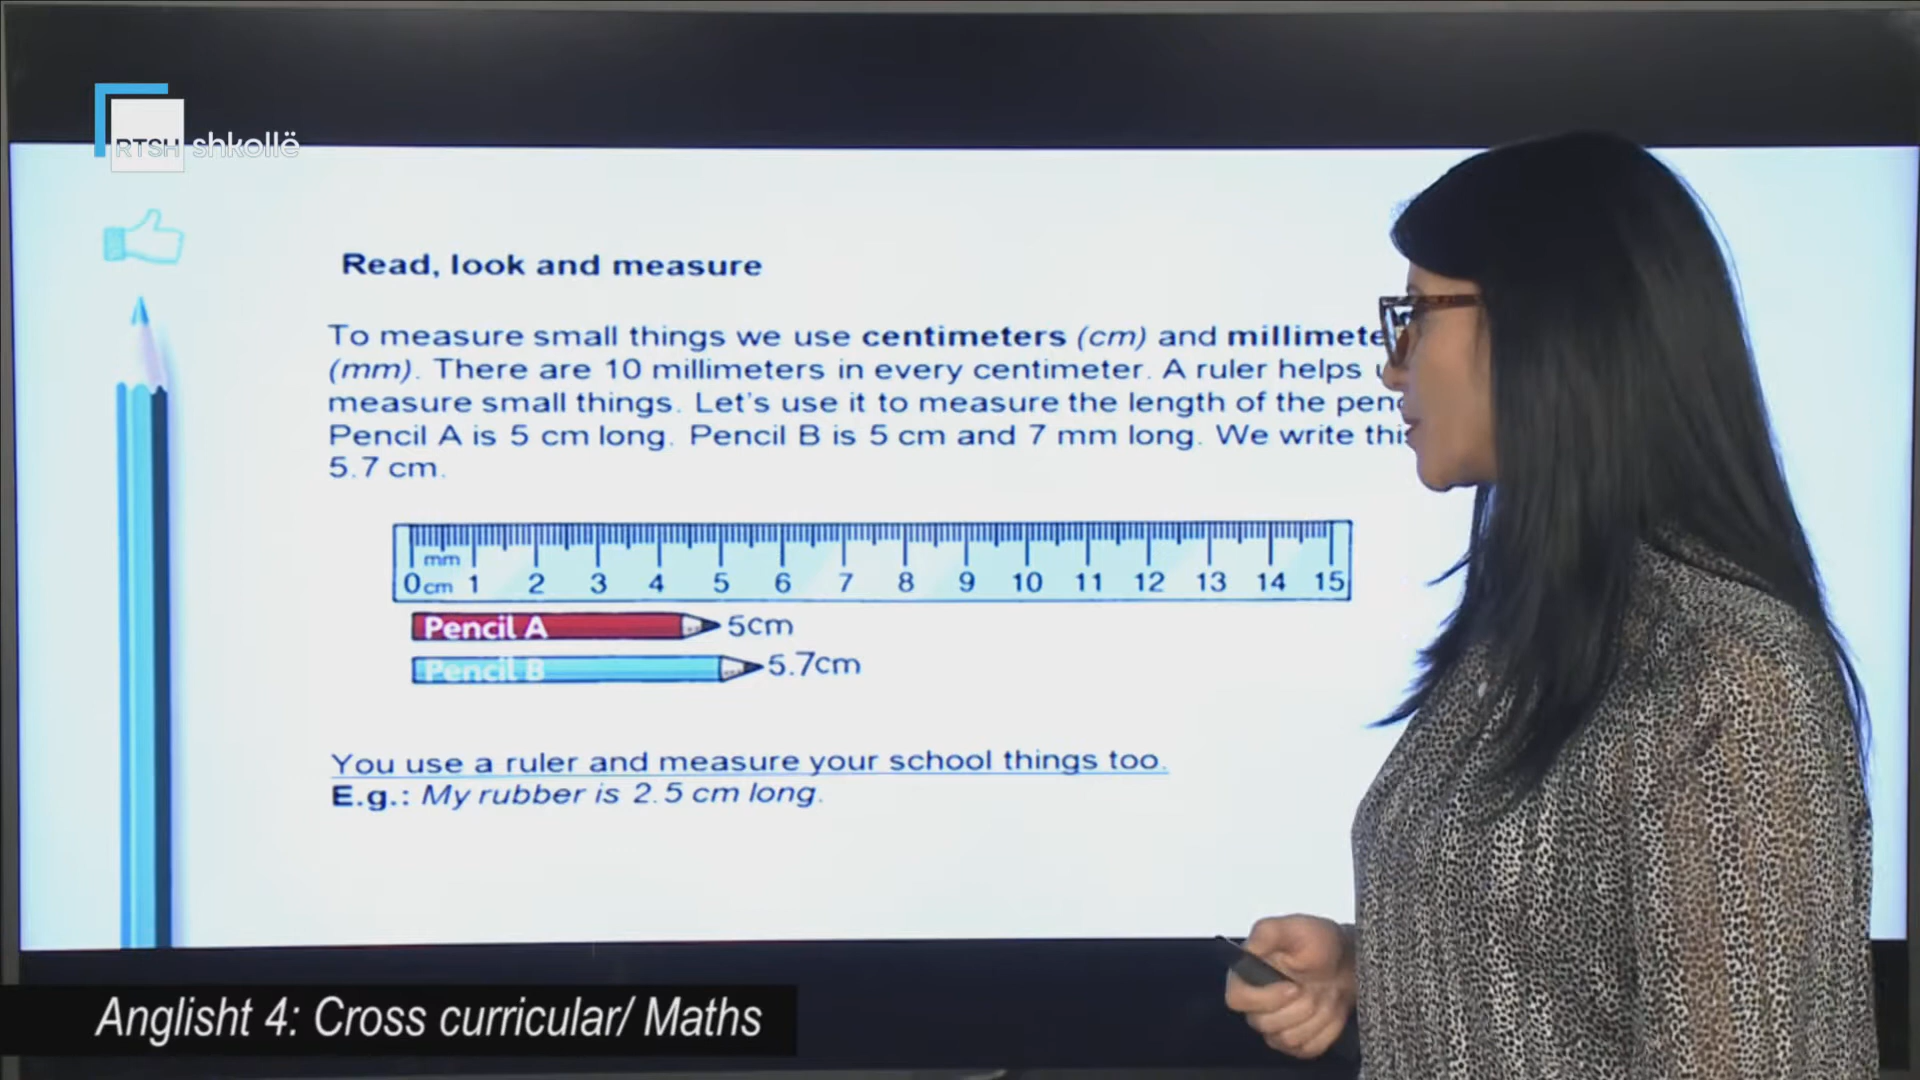 RTSH shkollë
Read, look and measure
To measure small things we use centimeters (cm) and
(mm). There are 10 millimeters in every centimeter. A ruler helps
measure small things. Let's use it to measure the length of the
Pencil A is 5 cm long. Pencil B is 5 cm and 7 mm long. We write
5.7 cm.
mm
0cm 1 2 3 4 5 6 7 8 9 10 11 12 13 14 15
Pencil A 5cm
Pencil B 5.7cm
You use a ruler and measure your school things too.
E.g.: My rubber is 2.5 cm long.
Anglisht 4: Cross curricular/ Maths